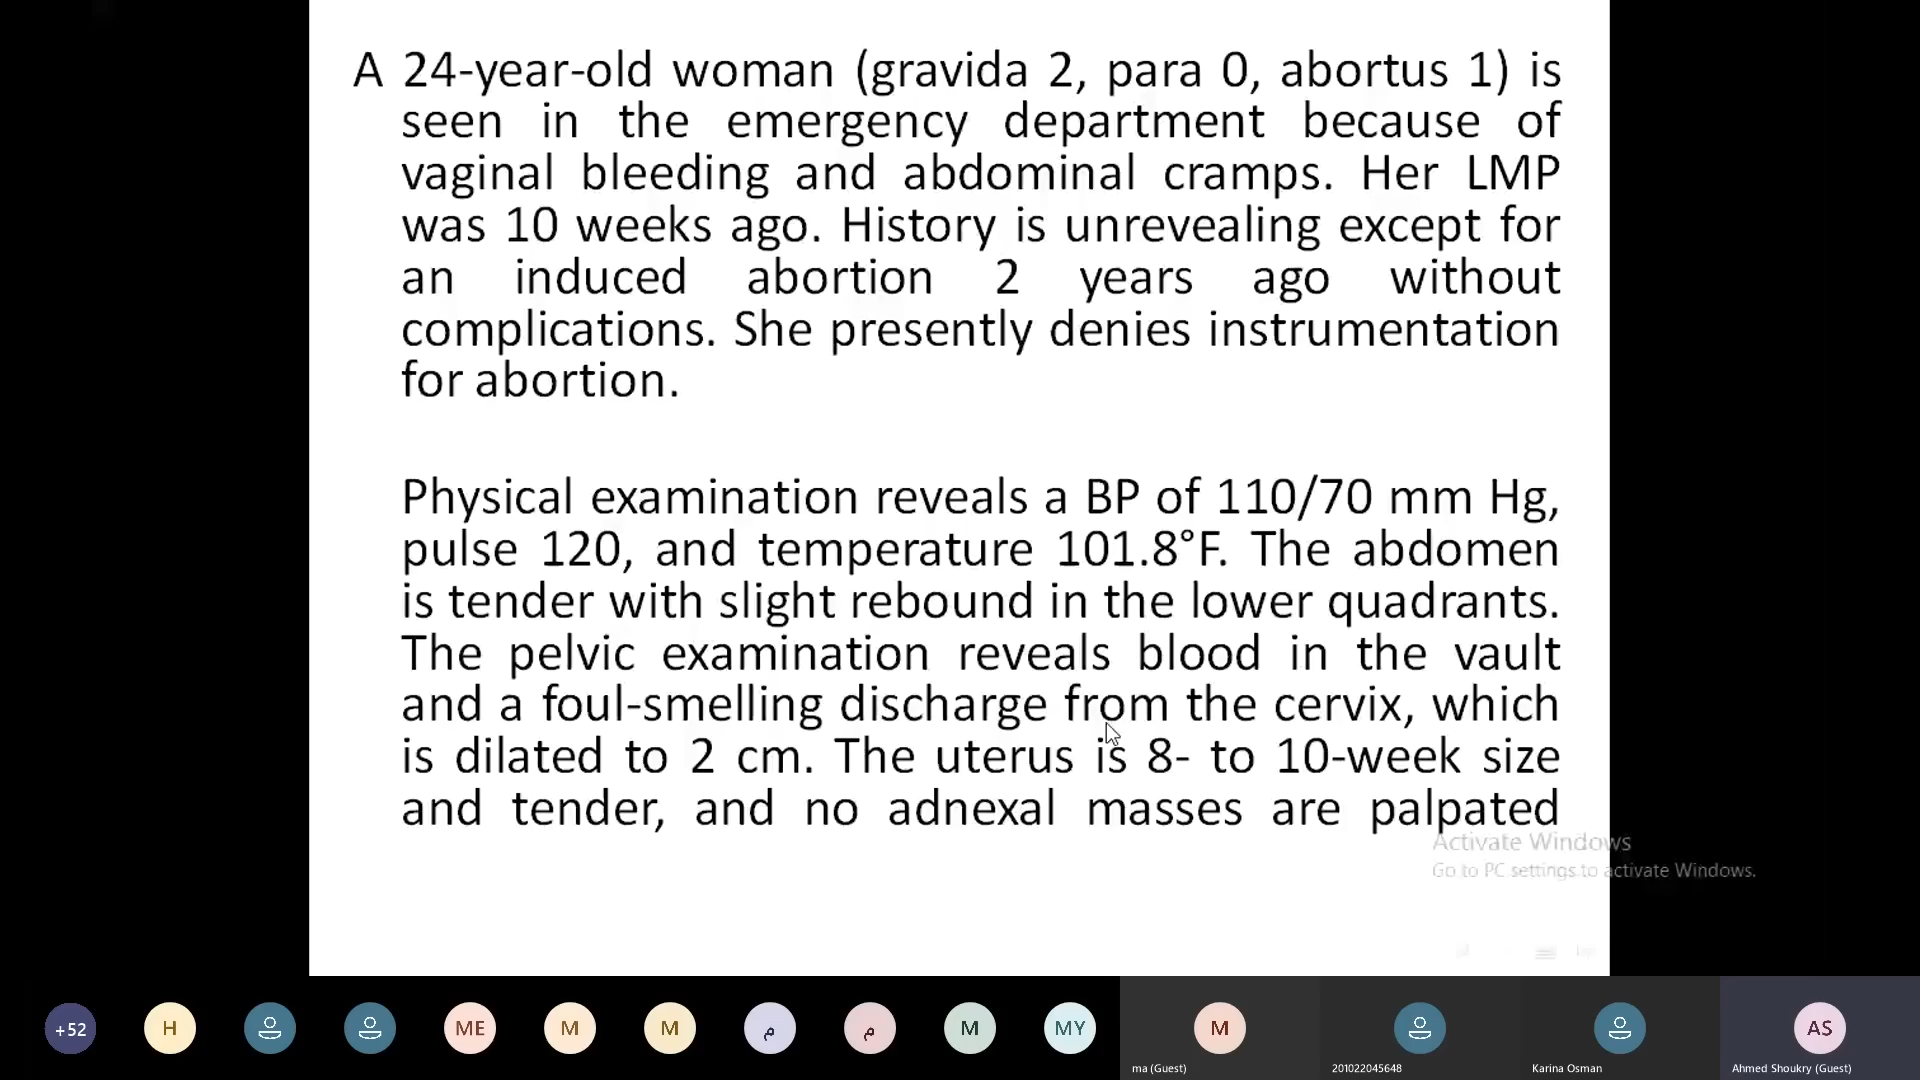 A 24-year-old woman (gravida 2, para 0, abortus 1) is
seen in the emergency department because of
vaginal bleeding and abdominal cramps. Her LMP
was 10 weeks ago. History is unrevealing except for
an induced abortion 2 years ago without
complications. She presently denies instrumentation
for abortion.
Physical examination reveals a BP of 110/70 mm Hg,
pulse 120, and temperature 101.8°F. The abdomen
is tender with slight rebound in the lower quadrants.
The pelvic examination reveals blood in the vault
and a foul-smelling discharge from the cervix, which
is dilated to 2 cm. The uterus is 8- to 10-week size
and tender, and no adnexal masses are palpated
Activate Windows
Go to PC settings to activate Windows.
+52
H
ME
M
M
م
م
M
MY
M
AS
ma (Guest)
201022045648
Karina Osman
Ahmed Shoukry (Guest)